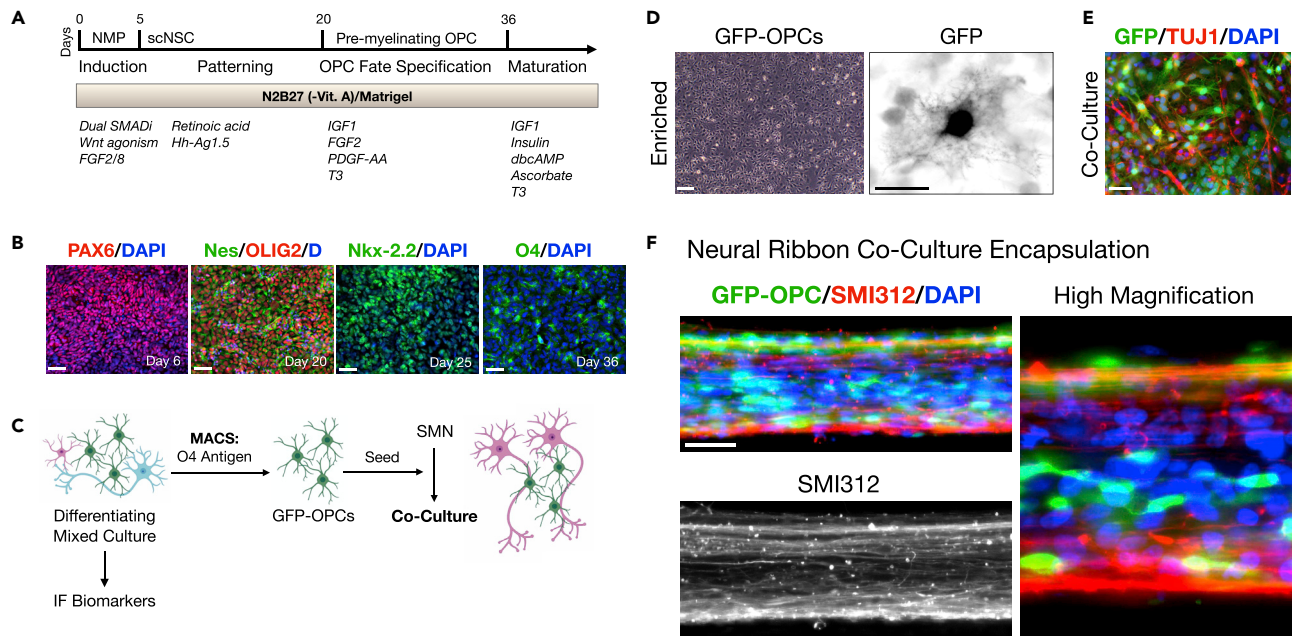 A
0 5 20 36
Days
NMP scNSC Pre-myelinating OPC
Induction Patterning OPC Fate Specification Maturation
N2B27 (-Vit. A)/Matrigel
Dual SMADi Retinoic acid IGF1 IGF1
Wnt agonism Hh-Ag1.5 FGF2 Insulin
FGF2/8 PDGF-AA dbcAMP
T3 Ascorbate
T3
B
PAX6/DAPI Nes/OLIG2/D Nkx-2.2/DAPI O4/DAPI
Day 6 Day 20 Day 25 Day 36
C
MACS:
O4 Antigen
Seed
SMN
GFP-OPCs
Co-Culture
Differentiating
Mixed Culture
IF Biomarkers
D
GFP-OPCs GFP
Enriched
E
GFP/TUJ1/DAPI
Co-Culture
F
Neural Ribbon Co-Culture Encapsulation
GFP-OPC/SMI312/DAPI High Magnification
SMI312